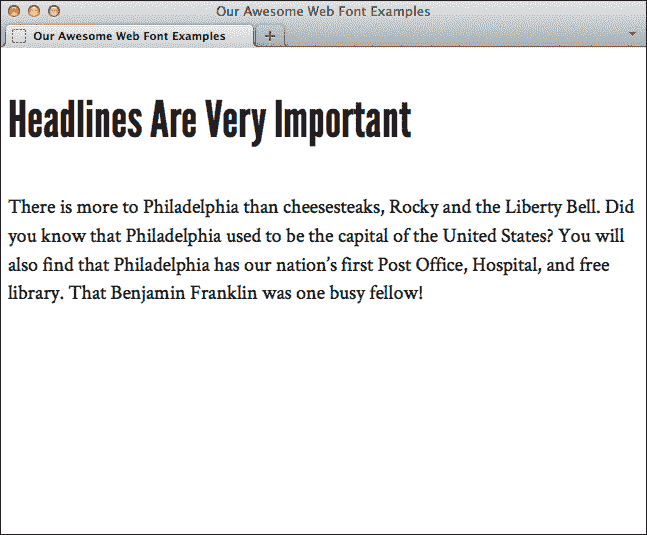 Our Awesome Web Font Examples
Our Awesome Web Font Examples
Headlines Are Very Important
There is more to Philadelphia than cheesesteaks, Rocky and the Liberty Bell. Did
you know that Philadelphia used to be the capital of the United States? You will
also find that Philadelphia has our nation’s first Post Office, Hospital, and free
library. That Benjamin Franklin was one busy fellow!